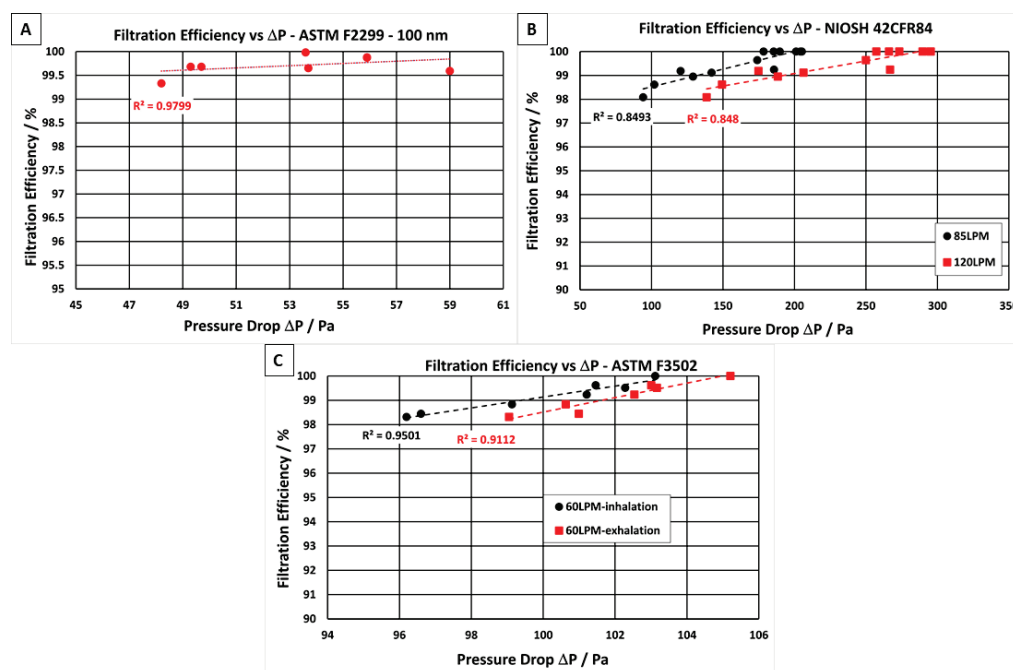 A
Filtration Efficiency vs ΔP - ASTM F2299 - 100 nm
Filtration Efficiency / %
100
99.5
99
98.5
98
97.5
97
96.5
96
95.5
95
R² = 0.9799
45 47 49 51 53 55 57 59 61
Pressure Drop ΔP / Pa
B
Filtration Efficiency vs ΔP - NIOSH 42CFR84
Filtration Efficiency / %
100
99
98
97
96
95
94
93
92
91
90
R² = 0.8493 R² = 0.848
85LPM
120LPM
50 100 150 200 250 300 350
Pressure Drop ΔP / Pa
C
Filtration Efficiency vs ΔP - ASTM F3502
Filtration Efficiency / %
100
99
98
97
96
95
94
93
92
91
90
R² = 0.9501 R² = 0.9112
60LPM-inhalation
60LPM-exhalation
94 96 98 100 102 104 106
Pressure Drop ΔP / Pa